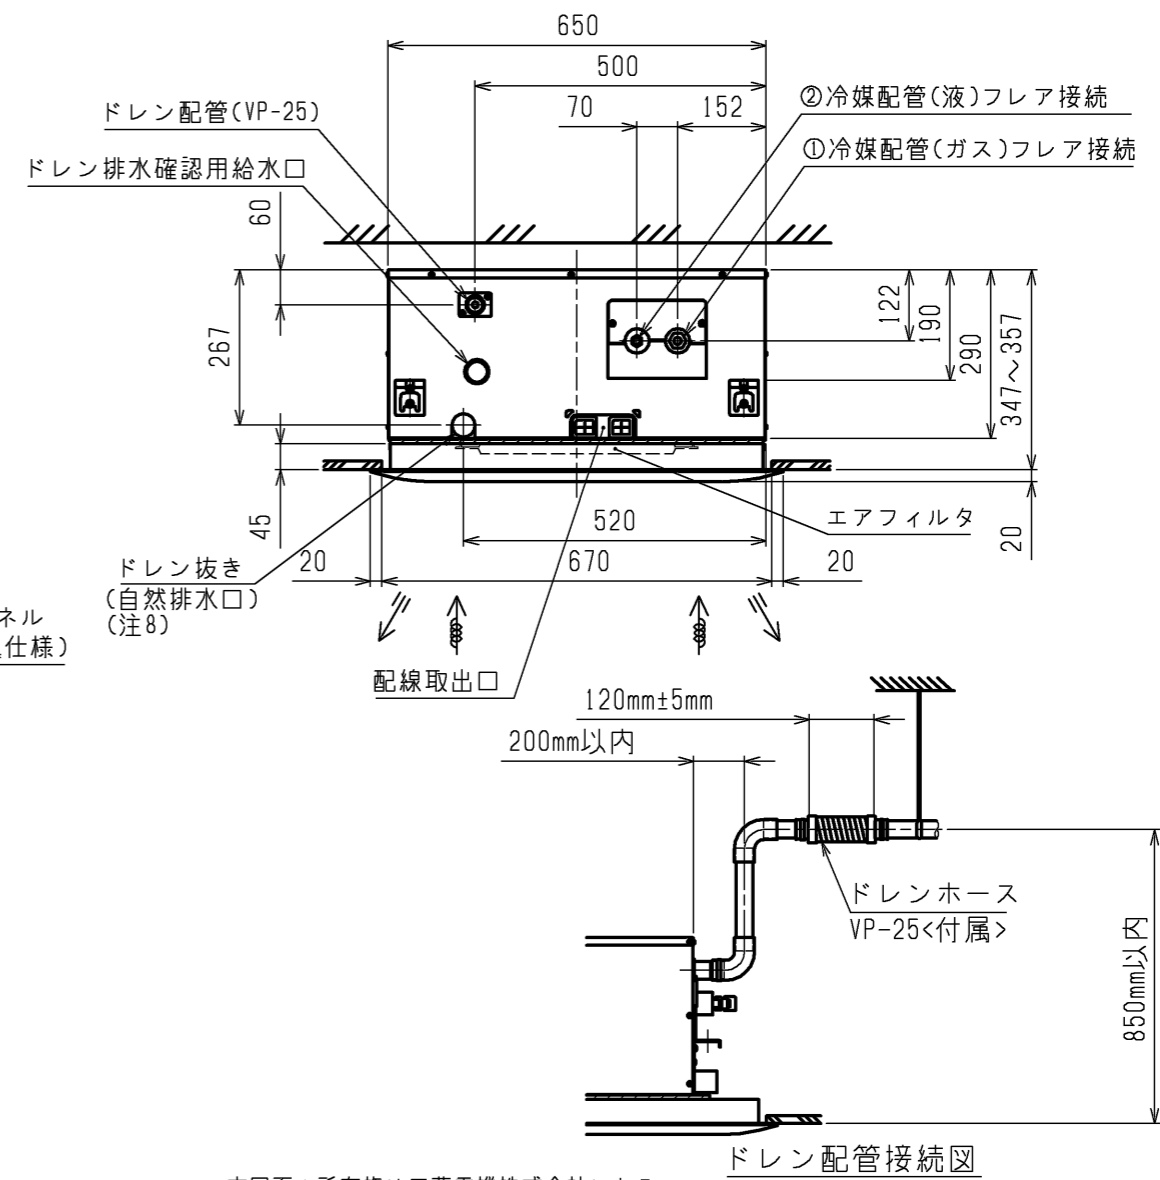 650
500
70
152
②冷媒配管(液)フレア接続
①冷媒配管(ガス)フレア接続
ドレン配管(VP-25)
ドレン排水確認用給水口
60
267
45
122
190
290
347~357
20
エアフィルタ
520
670
20
20
ドレン抜き
(自然排水口)
(注8)
ネル
仕様)
配線取出口
120mm±5mm
200mm以内
ドレンホース
VP-25<付属>
850mm以内
ドレン配管接続図